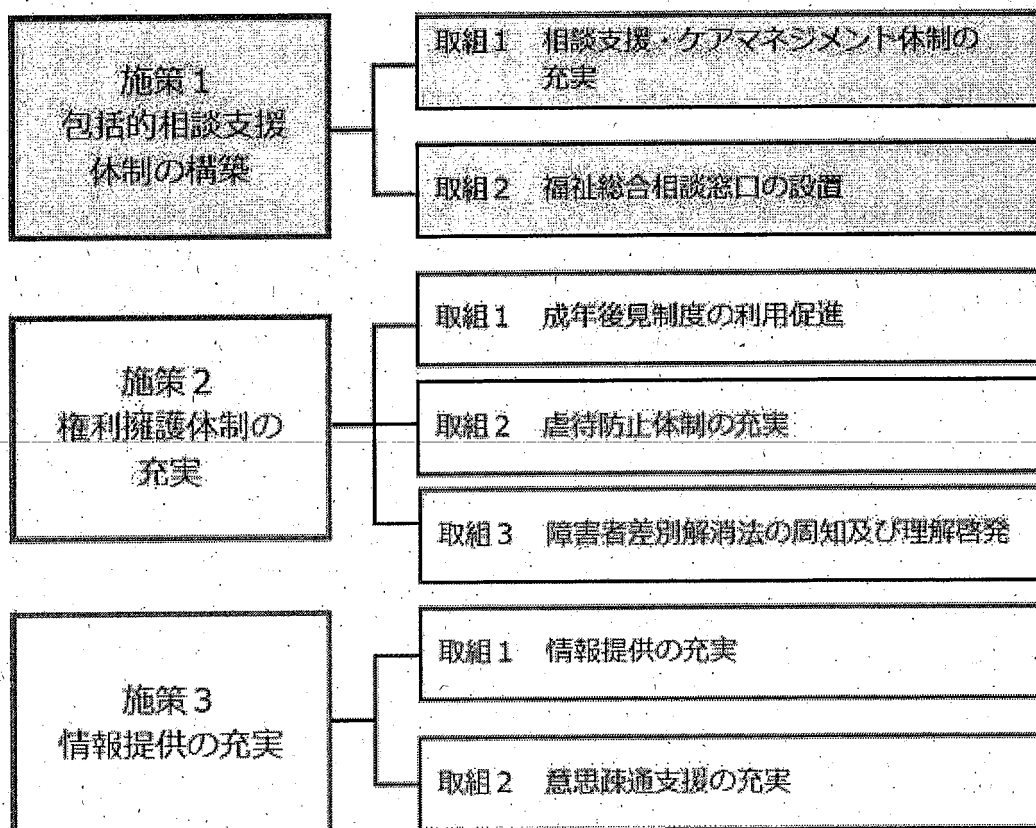 施策1
包括的相談支援
体制の構築
取組1 相談支援・ケアマネジメント体制の
充実
取組2 福祉総合相談窓口の設置
施策2
権利擁護体制の
充実
取組1 成年後見制度の利用促進
取組2 虐待防止体制の充実
取組3 障害者差別解消法の周知及び理解啓発
施策3
情報提供の充実
取組1 情報提供の充実
取組2 意思疎通支援の充実